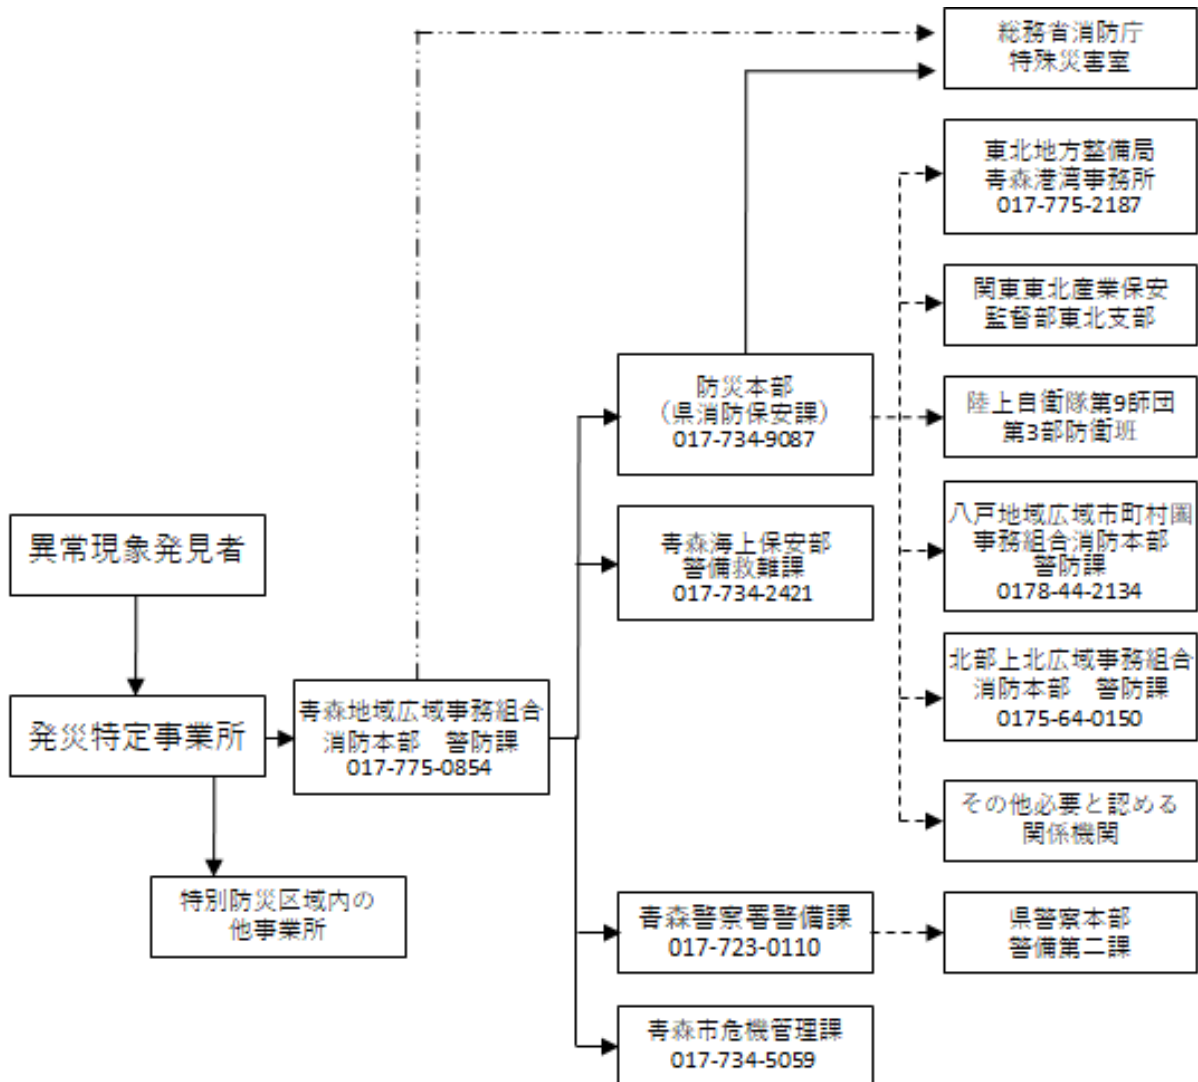 総務省消防庁
特殊災害室
東北地方整備局
青森港湾事務所
017-775-2187
関東東北産業保安
監督部東北支部
防災本部
（県消防保安課）
017-734-9087
陸上自衛隊第9師団
第3部防衛班
異常現象発見者
青森海上保安部
警備救難課
017-734-2421
八戸地域広域市町村圏
事務組合消防本部
警防課
0178-44-2134
発災特定事業所
青森地域広域事務組合
消防本部　警防課
017-775-0854
北部上北広域事務組合
消防本部　警防課
0175-64-0150
その他必要と認める
関係機関
特別防災区域内の
他事業所
青森警察署警備課
017-723-0110
県警察本部
警備第二課
青森市危機管理課
017-734-5059